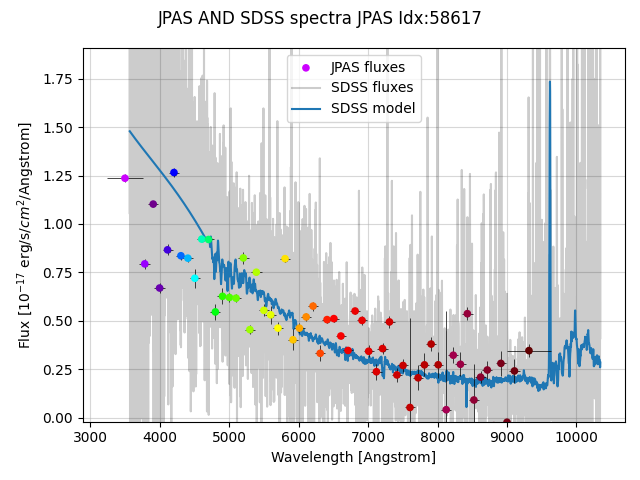 JPAS AND SDSS spectra JPAS Idx:58617
JPAS fluxes
SDSS fluxes
SDSS model
Flux [10⁻¹⁷ erg/s/cm²/Angstrom]
1.75
1.50
1.25
1.00
0.75
0.50
0.25
0.00
3000 4000 5000 6000 7000 8000 9000 10000
Wavelength [Angstrom]